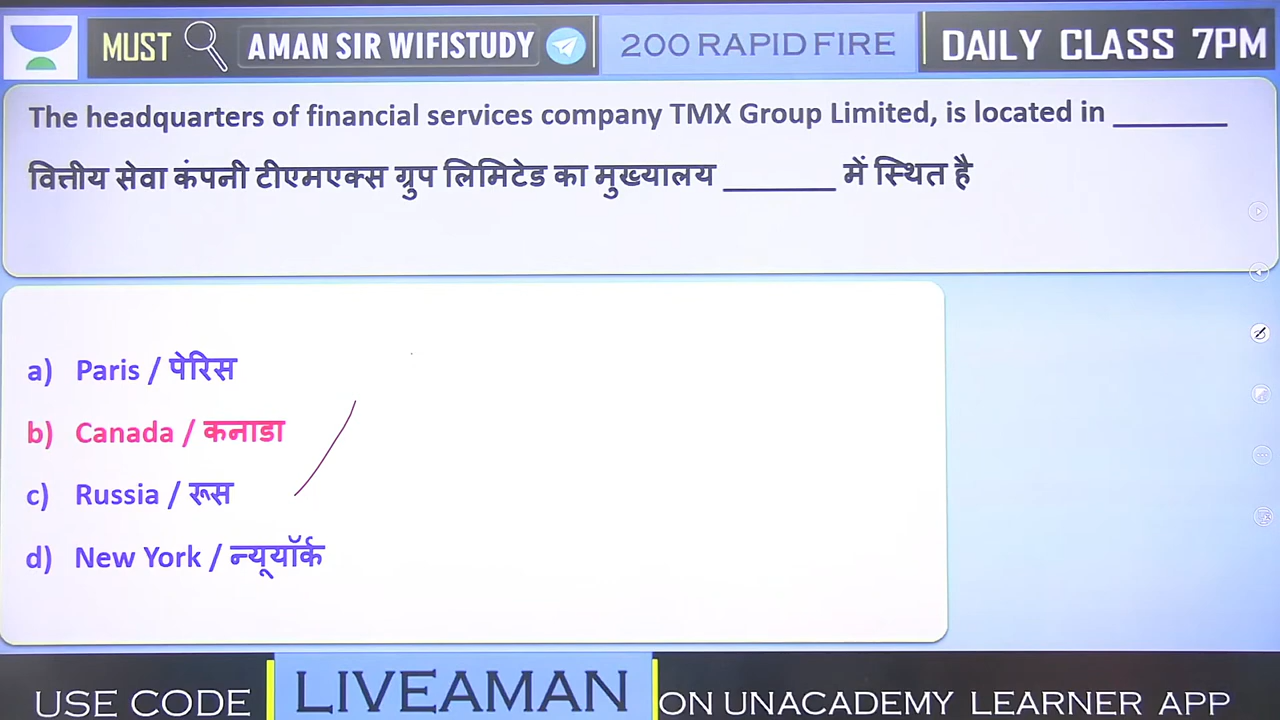 MUST AMAN SIR WIFISTUDY 200 RAPID FIRE DAILY CLASS 7PM
The headquarters of financial services company TMX Group Limited, is located in ________
वित्तीय सेवा कंपनी टीएमएक्स ग्रुप लिमिटेड का मुख्यालय ________ में स्थित है
a) Paris / पेरिस
b) Canada / कनाडा
c) Russia / रूस
d) New York / न्यूयॉर्क
USE CODE LIVEAMAN ON UNACADEMY LEARNER APP